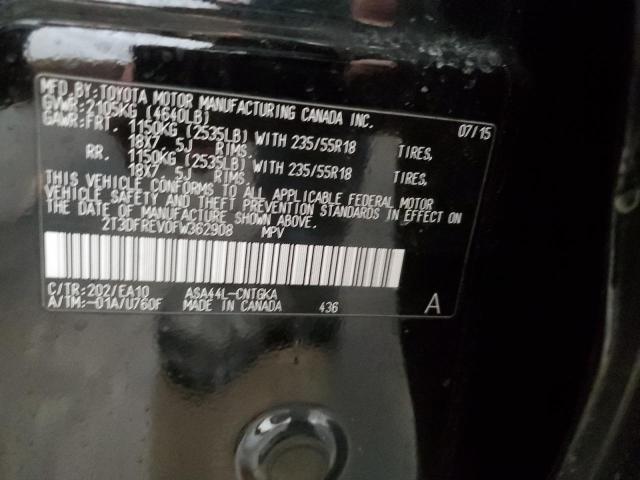 MFD.BY:TOYOTA MOTOR MANUFACTURING CANADA INC.
GVWR:2105KG (4640LB) 07/15
GAWR:FRT. 1150KG (2535LB) WITH 235/55R18 TIRES,
18X7. 5J RIMS.
RR. 1150KG (2535LB) WITH 235/55R18 TIRES,
18X7. 5J RIMS.
THIS VEHICLE CONFORMS TO ALL APPLICABLE FEDERAL MOTOR
VEHICLE SAFETY AND THEFT PREVENTION STANDARDS IN EFFECT ON
THE DATE OF MANUFACTURE SHOWN ABOVE.
2T3DFREV0FW362908 MPV
C/TR:202/EA10 ASA44L-CNTGKA
A/TM:-01A/U760F MADE IN CANADA 436 A